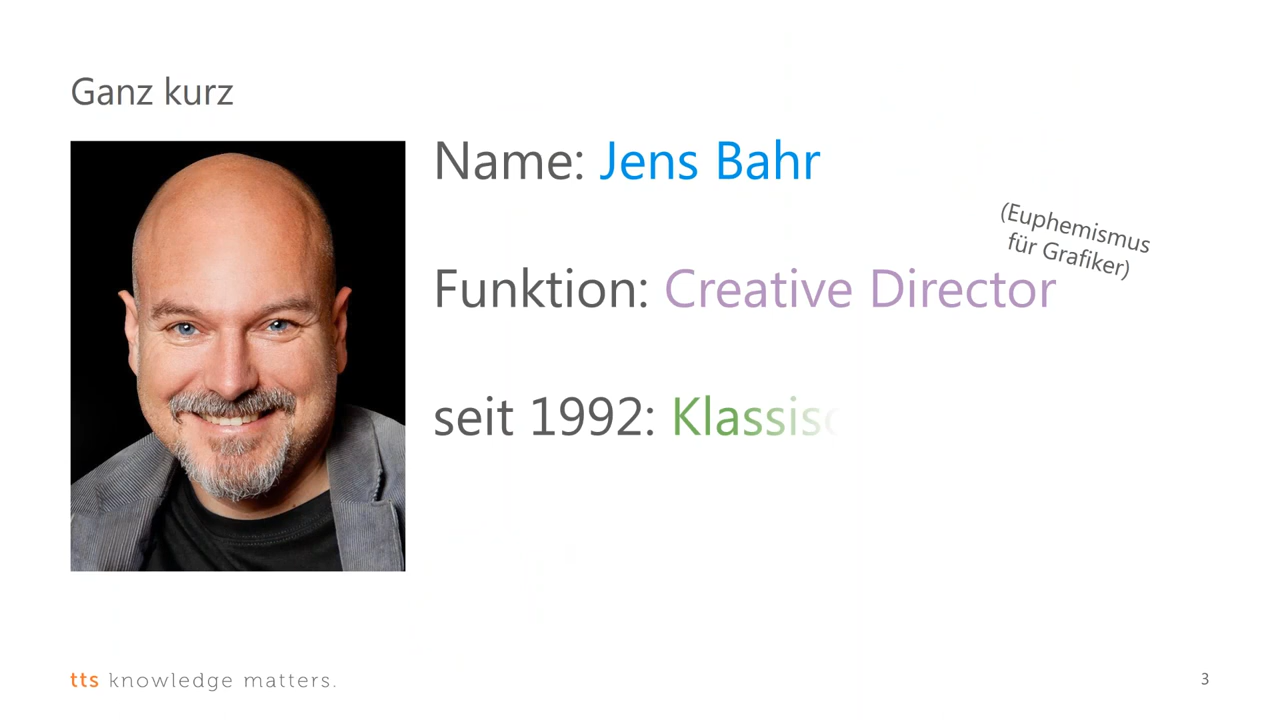 Ganz kurz
Name: Jens Bahr
(Euphemismus
für Grafiker)
Funktion: Creative Director
seit 1992:
tts knowledge matters.
3